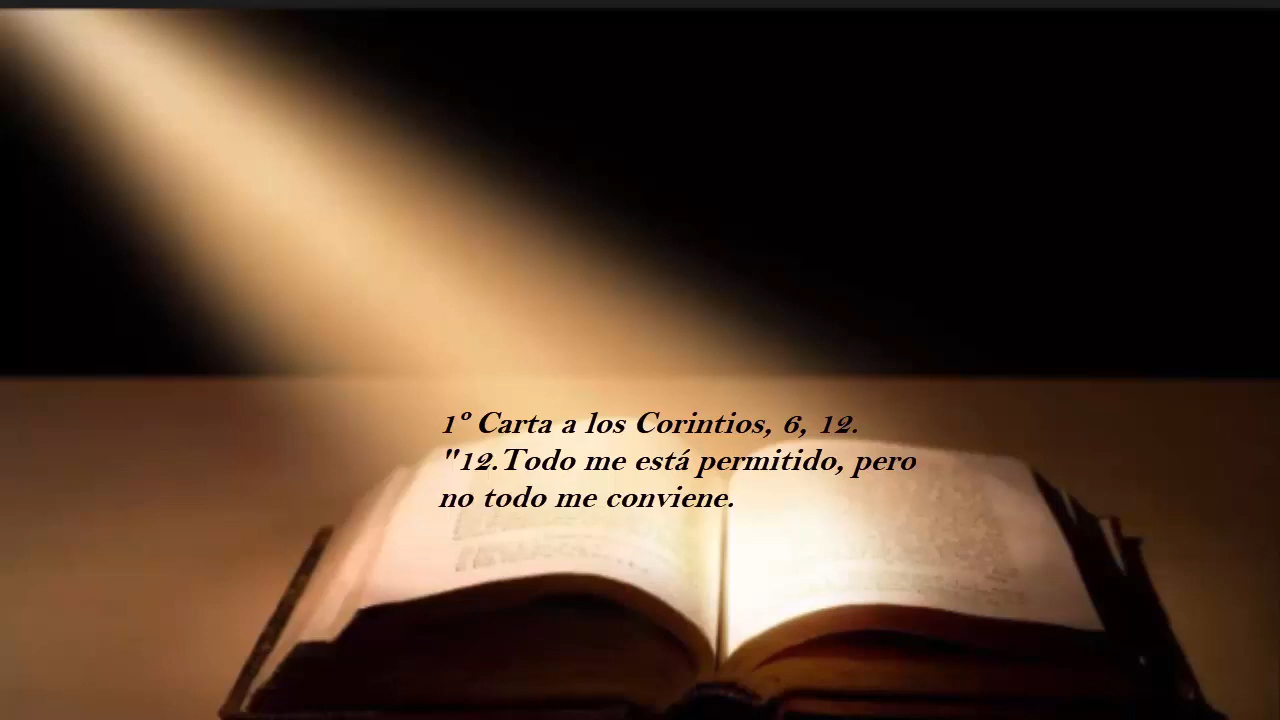 1º Carta a los Corintios, 6, 12.
"12.Todo me está permitido, pero
no todo me conviene.